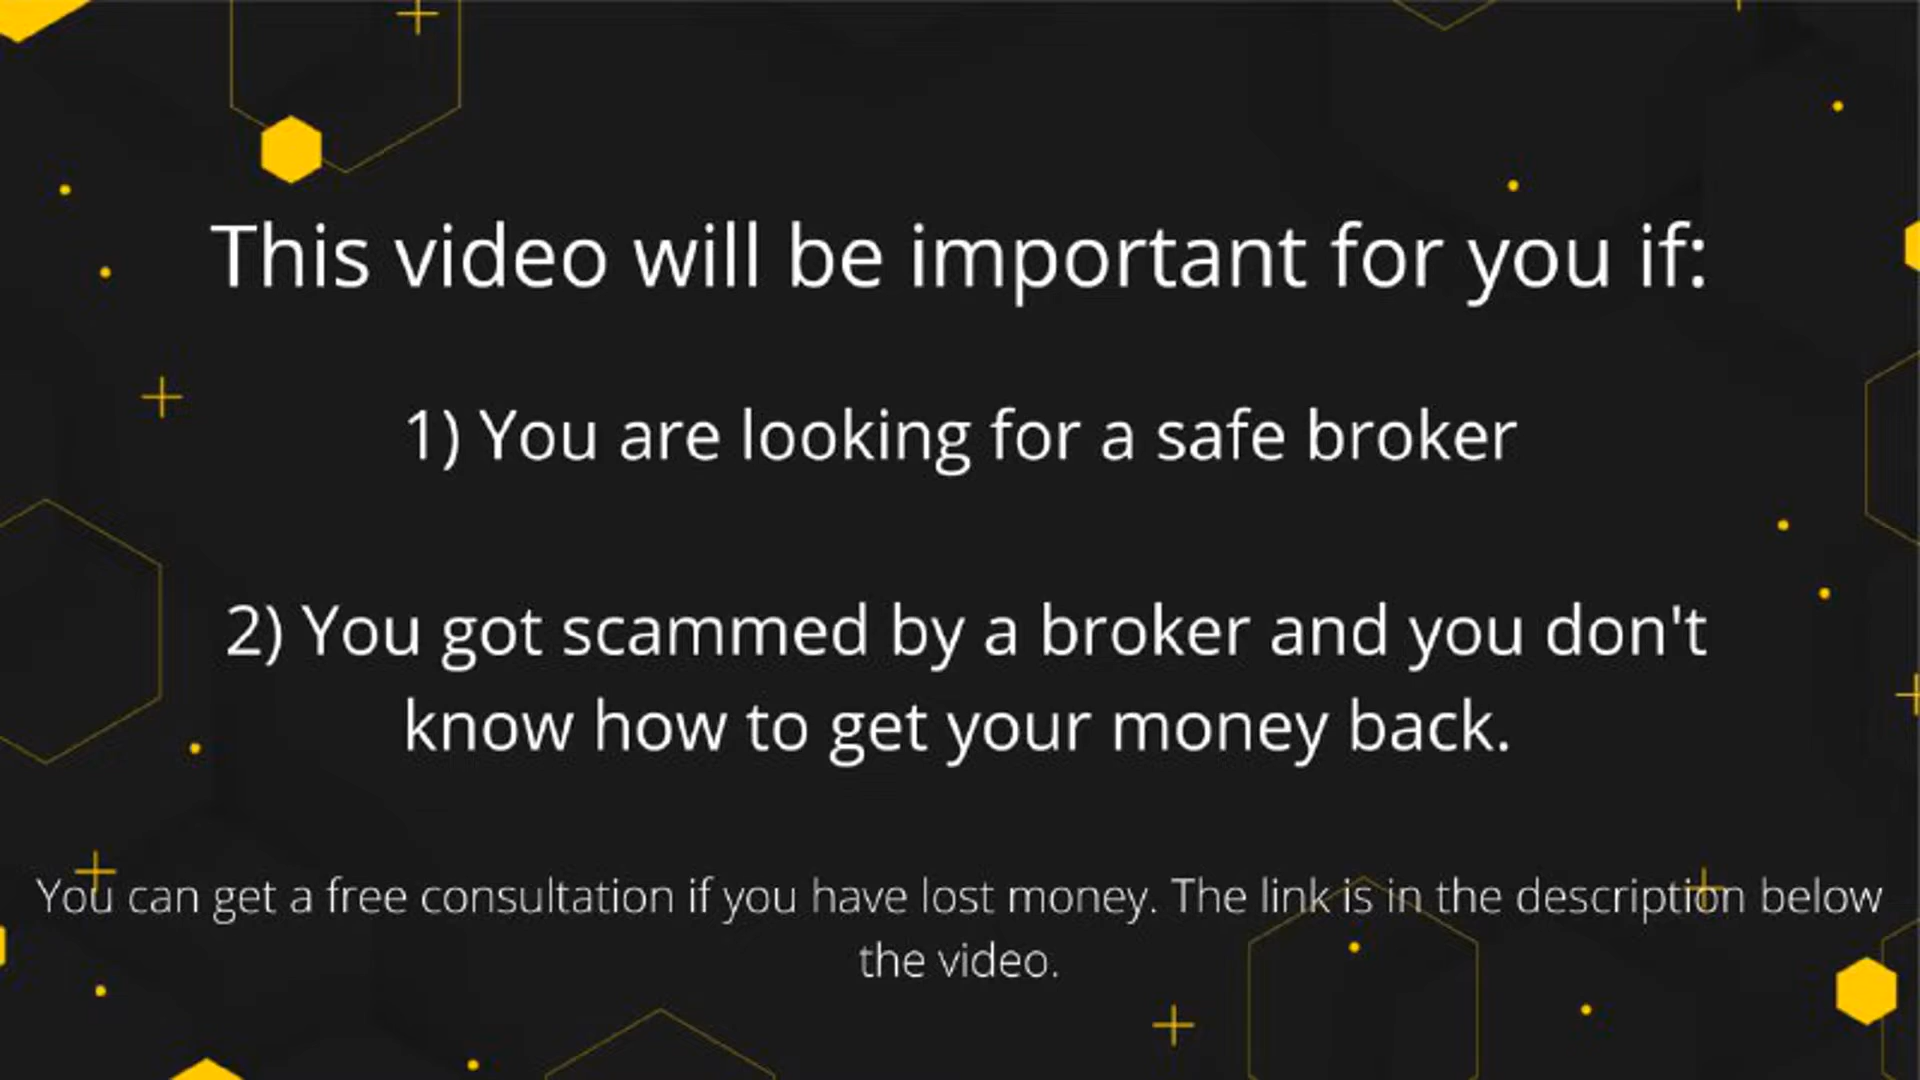 This video will be important for you if:
1) You are looking for a safe broker
2) You got scammed by a broker and you don't
know how to get your money back.
You can get a free consultation if you have lost money. The link is in the description below
the video.